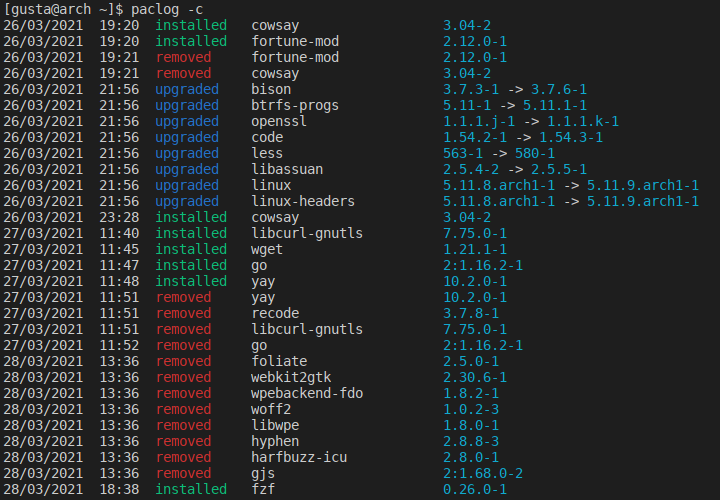 [gusta@arch ~]$ paclog -c
26/03/2021 19:20 installed cowsay 3.04-2
26/03/2021 19:20 installed fortune-mod 2.12.0-1
26/03/2021 19:21 removed fortune-mod 2.12.0-1
26/03/2021 19:21 removed cowsay 3.04-2
26/03/2021 21:56 upgraded bison 3.7.3-1 -> 3.7.6-1
26/03/2021 21:56 upgraded btrfs-progs 5.11-1 -> 5.11.1-1
26/03/2021 21:56 upgraded openssl 1.1.1.j-1 -> 1.1.1.k-1
26/03/2021 21:56 upgraded code 1.54.2-1 -> 1.54.3-1
26/03/2021 21:56 upgraded less 563-1 -> 580-1
26/03/2021 21:56 upgraded libassuan 2.5.4-2 -> 2.5.5-1
26/03/2021 21:56 upgraded linux 5.11.8.arch1-1 -> 5.11.9.arch1-1
26/03/2021 21:56 upgraded linux-headers 5.11.8.arch1-1 -> 5.11.9.arch1-1
26/03/2021 23:28 installed cowsay 3.04-2
27/03/2021 11:40 installed libcurl-gnutls 7.75.0-1
27/03/2021 11:45 installed wget 1.21.1-1
27/03/2021 11:47 installed go 2:1.16.2-1
27/03/2021 11:48 installed yay 10.2.0-1
27/03/2021 11:51 removed yay 10.2.0-1
27/03/2021 11:51 removed recode 3.7.8-1
27/03/2021 11:51 removed libcurl-gnutls 7.75.0-1
27/03/2021 11:52 removed go 2:1.16.2-1
28/03/2021 13:36 removed foliate 2.5.0-1
28/03/2021 13:36 removed webkit2gtk 2.30.6-1
28/03/2021 13:36 removed wpebackend-fdo 1.8.2-1
28/03/2021 13:36 removed woff2 1.0.2-3
28/03/2021 13:36 removed libwpe 1.8.0-1
28/03/2021 13:36 removed hyphen 2.8.8-3
28/03/2021 13:36 removed harfbuzz-icu 2.8.0-1
28/03/2021 13:36 removed gjs 2:1.68.0-2
28/03/2021 18:38 installed fzf 0.26.0-1